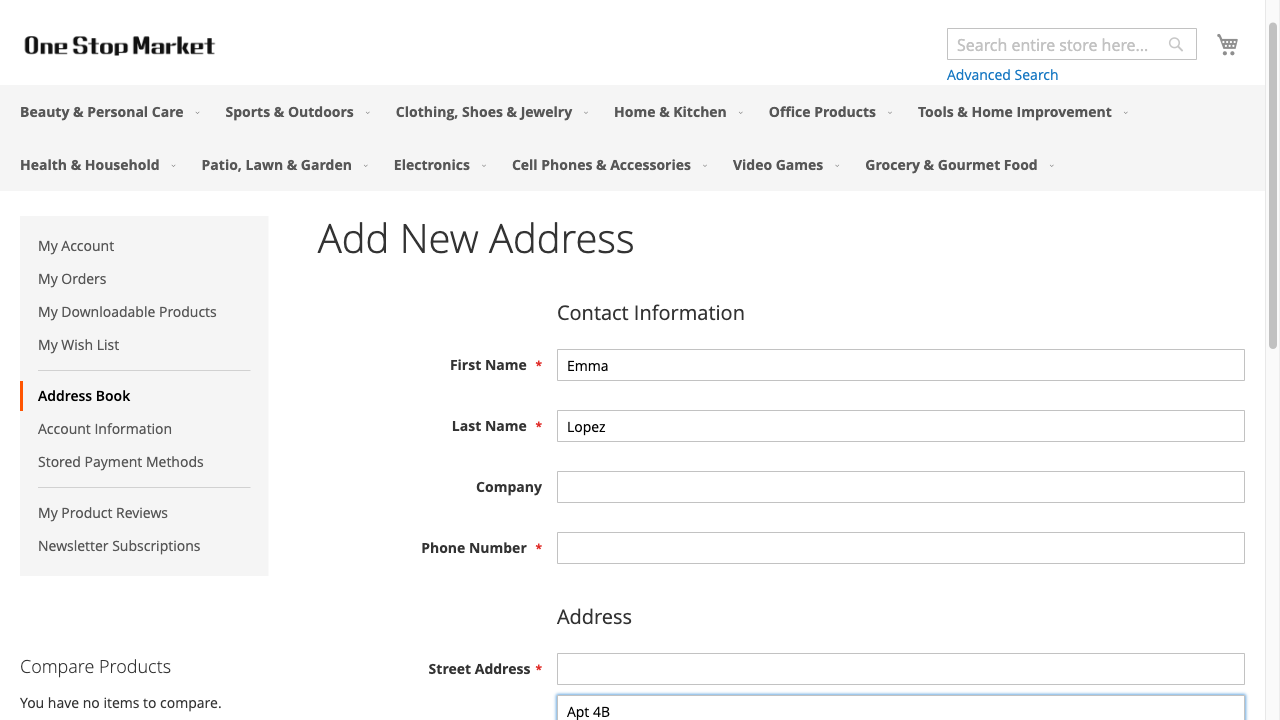 One Stop Market
Search entire store here...
Advanced Search
Beauty & Personal Care Sports & Outdoors Clothing, Shoes & Jewelry Home & Kitchen Office Products Tools & Home Improvement
Health & Household Patio, Lawn & Garden Electronics Cell Phones & Accessories Video Games Grocery & Gourmet Food
My Account
My Orders
My Downloadable Products
My Wish List
Address Book
Account Information
Stored Payment Methods
My Product Reviews
Newsletter Subscriptions
Compare Products
You have no items to compare.
Add New Address
Contact Information
First Name * Emma
Last Name * Lopez
Company
Phone Number *
Address
Street Address *
Apt 4B